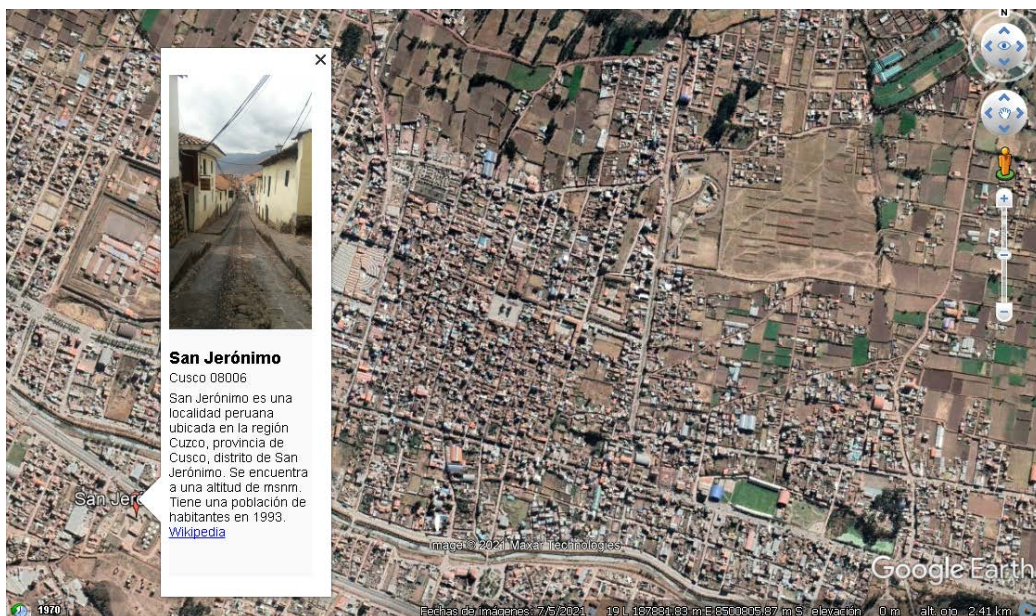 N
San Jerónimo
Cusco 08006
San Jerónimo es una
localidad peruana
ubicada en la región
Cuzco, provincia de
Cusco, distrito de San
Jerónimo. Se encuentra
a una altitud de msnm.
Tiene una población de
habitantes en 1993.
Wikipedia
San Jeró
Image © 2021 Maxar Technologies
Google Earth
1970
Fechas de imágenes: 7/5/2021 19 L 187831.83 m E 8500805.87 m S elevación 0 m alt. ojo 2.41 km